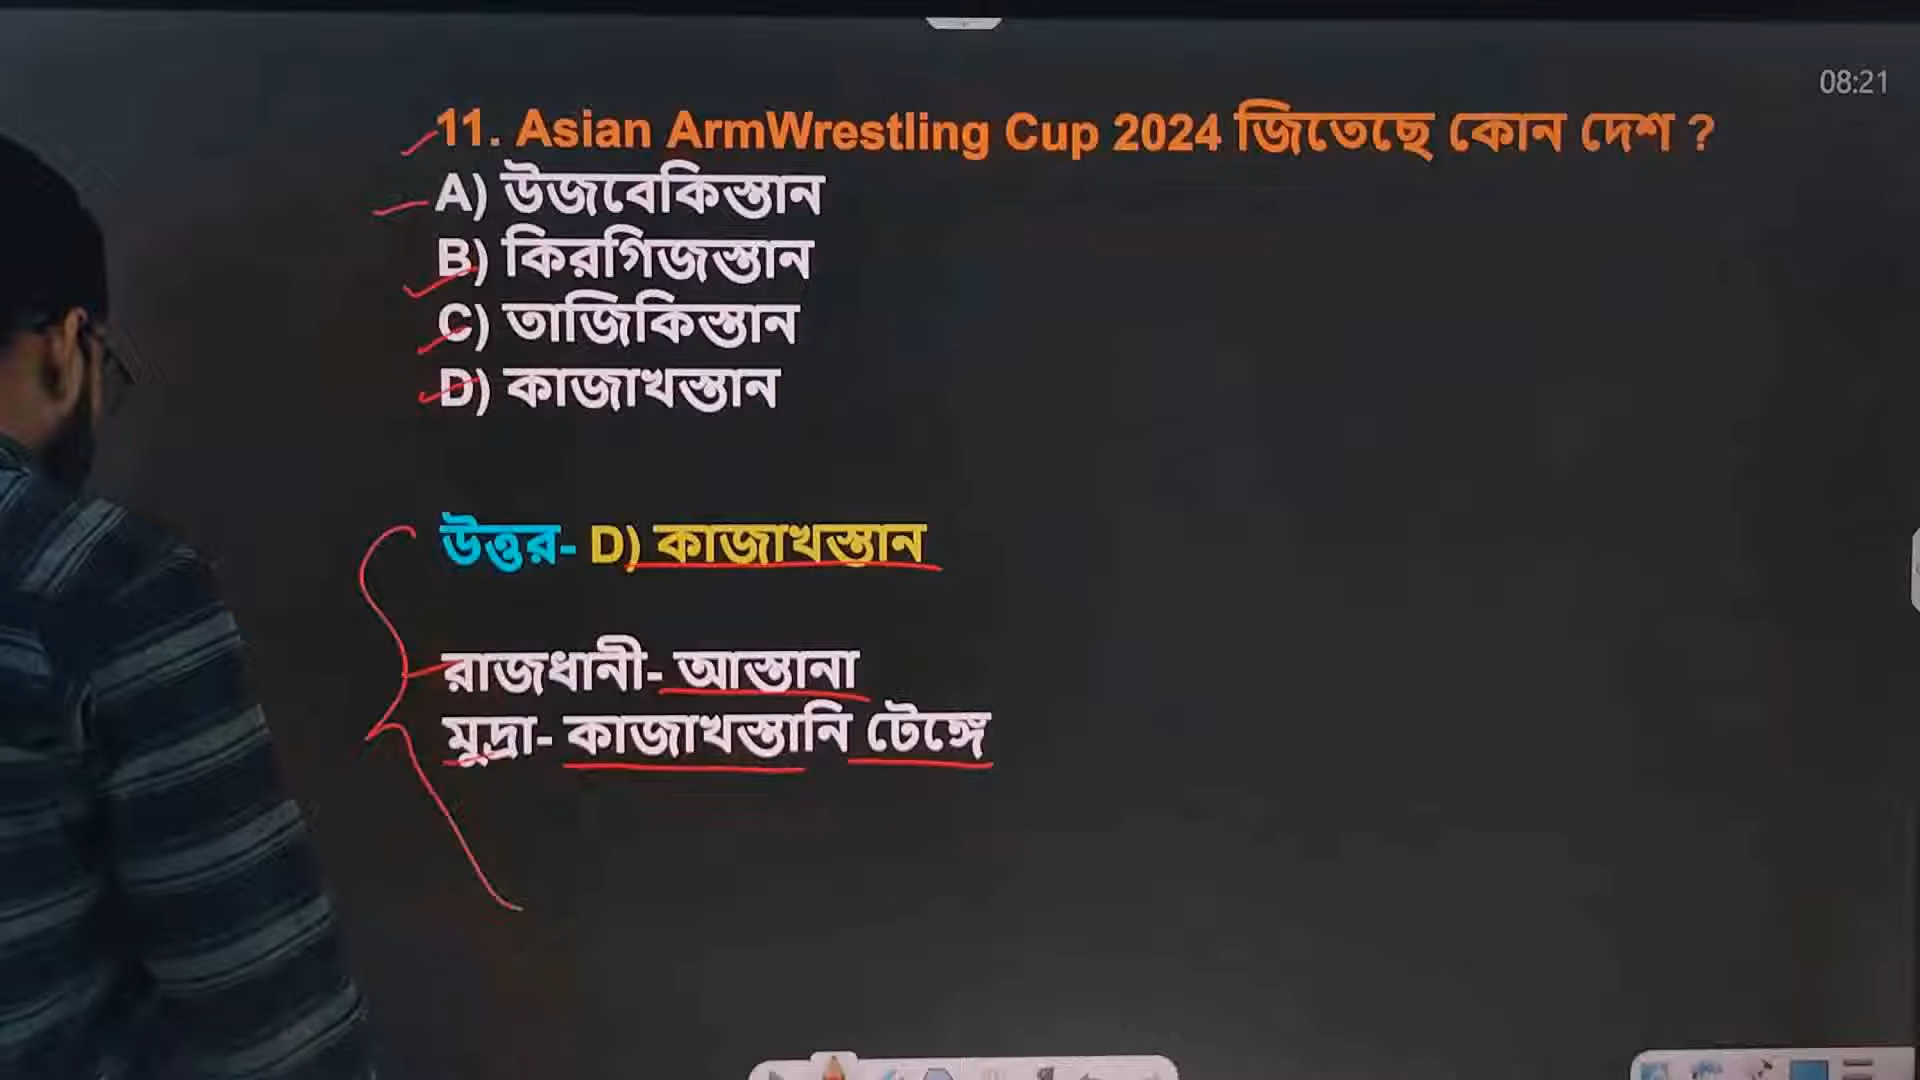 08:21
11. Asian ArmWrestling Cup 2024 জিতেছে কোন দেশ ?
A) উজবেকিস্তান
B) কিরগিজস্তান
C) তাজিকিস্তান
D) কাজাখস্তান
উত্তর- D) কাজাখস্তান
রাজধানী- আস্তানা
মুদ্রা- কাজাখস্তানি টেঙ্গে